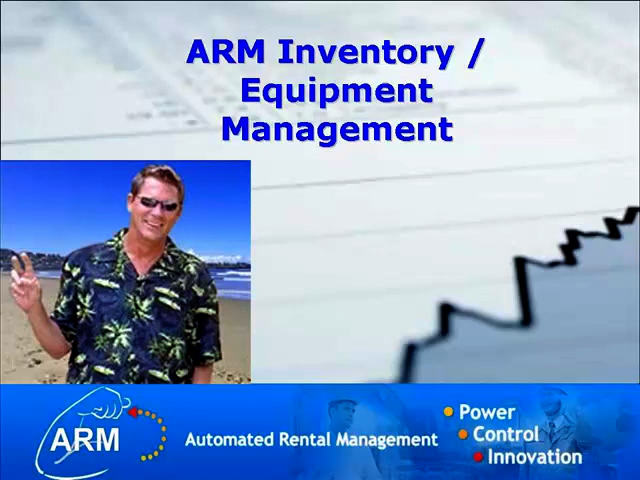 ARM Inventory /
Equipment
Management
ARM
Automated Rental Management
Power
Control
Innovation